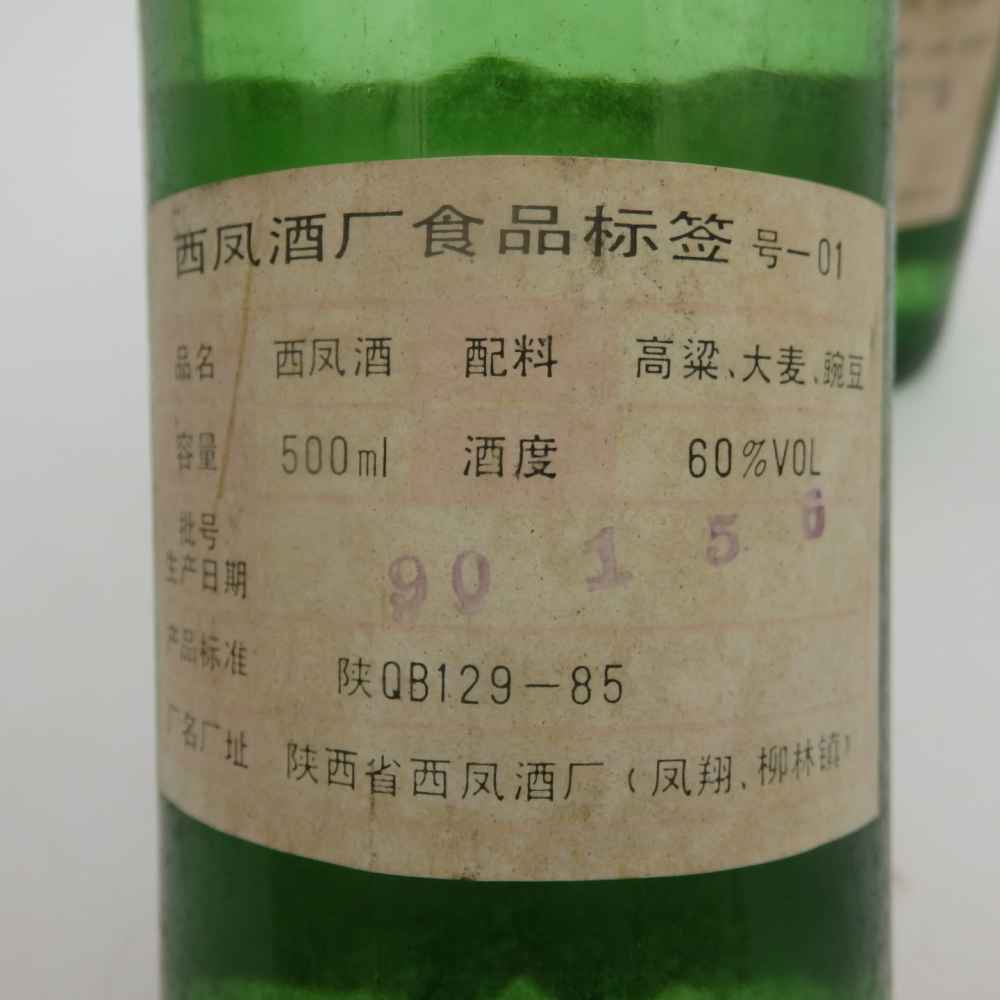 西凤酒厂食品标签 号-01
品名 西凤酒 配料 高粱、大麦、豌豆
容量 500ml 酒度 60%VOL
批号
生产日期 90 1 5 6
产品标准 陕QB129-85
厂名厂址 陕西省西凤酒厂(凤翔、柳林镇)